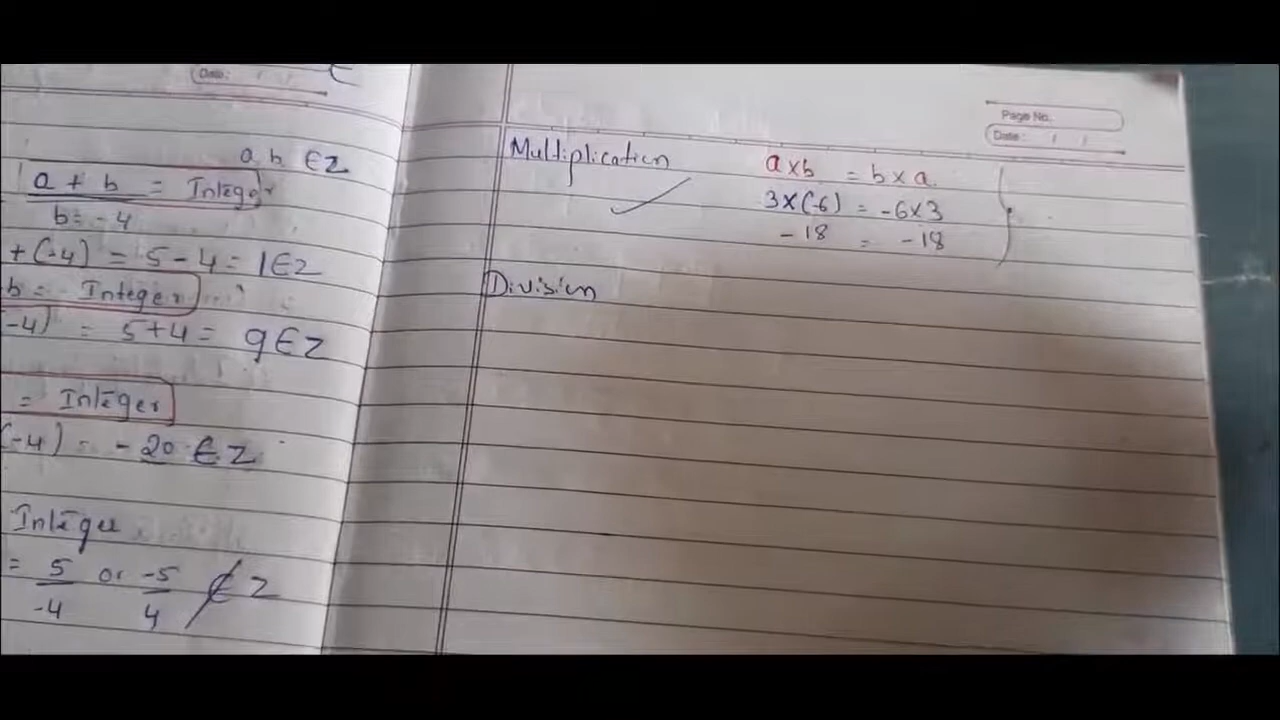 Date:
a, b ∈ Z
a + b = Integer
b = -4
+(-4) = 5 - 4 = 1 ∈ Z
b = Integer
-4) = 5+4 = 9 ∈ Z
= Integer
(-4) = -20 ∈ Z
Integer
= 5/-4 or -5/4 ∉ Z
Page No.
Date:
Multiplication a×b = b×a
3×(-6) = -6×3
-18 = -18
Division